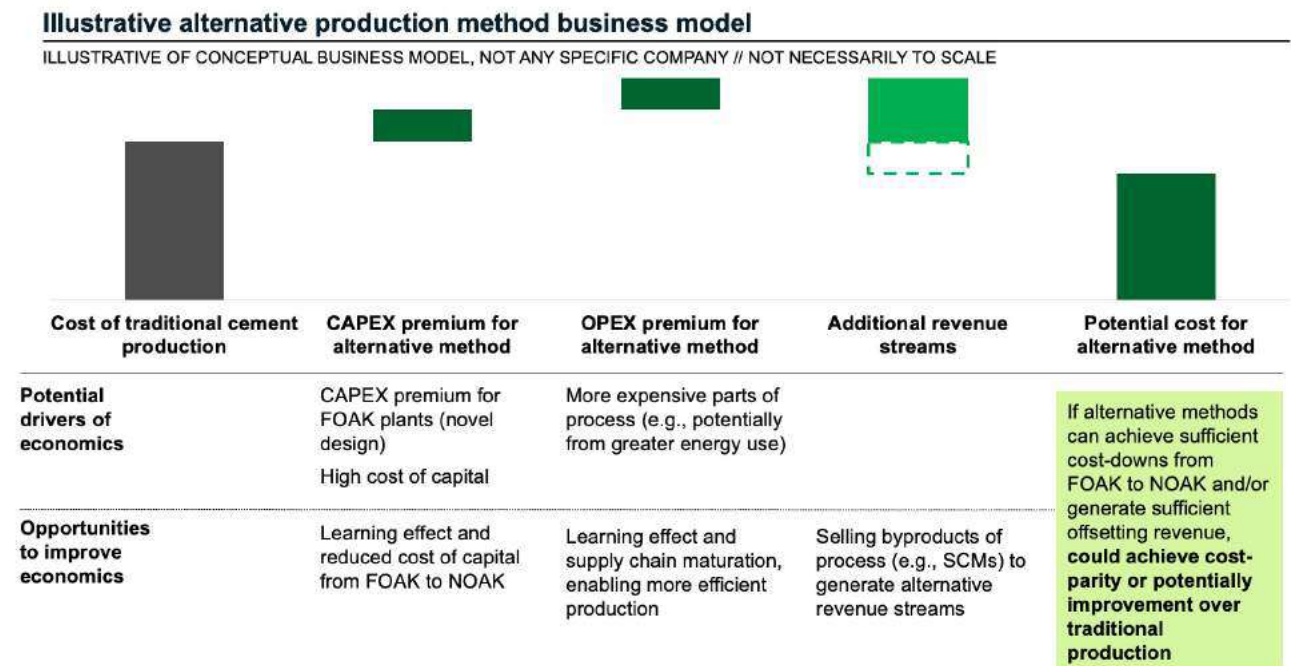 Illustrative alternative production method business model
ILLUSTRATIVE OF CONCEPTUAL BUSINESS MODEL, NOT ANY SPECIFIC COMPANY // NOT NECESSARILY TO SCALE
Cost of traditional cement
production
CAPEX premium for
alternative method
OPEX premium for
alternative method
Additional revenue
streams
Potential cost for
alternative method
Potential
drivers of
economics
CAPEX premium for
FOAK plants (novel
design)
High cost of capital
More expensive parts of
process (e.g., potentially
from greater energy use)
Opportunities
to improve
economics
Learning effect and
reduced cost of capital
from FOAK to NOAK
Learning effect and
supply chain maturation,
enabling more efficient
production
Selling byproducts of
process (e.g., SCMs) to
generate alternative
revenue streams
If alternative methods
can achieve sufficient
cost-downs from
FOAK to NOAK and/or
generate sufficient
offsetting revenue,
could achieve cost-
parity or potentially
improvement over
traditional
production